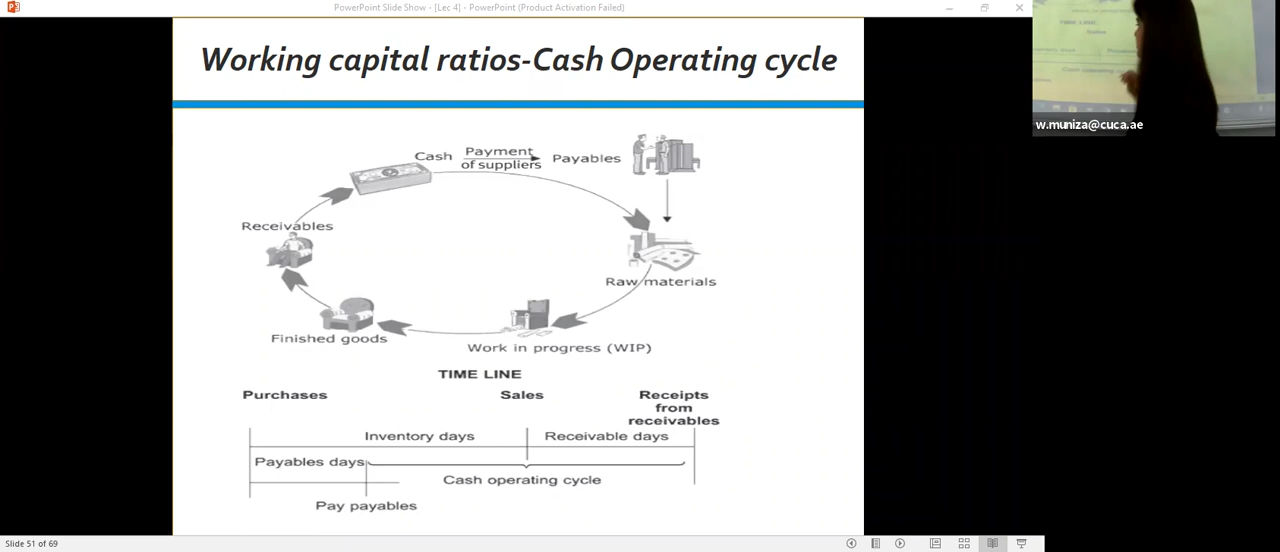 PowerPoint Slide Show - [Lec 4] - PowerPoint (Product Activation Failed)
Working capital ratios-Cash Operating cycle
Cash
Payment
of suppliers
Payables
Receivables
Raw materials
Finished goods
Work in progress (WIP)
TIME LINE
Purchases
Sales
Receipts
from
receivables
Inventory days
Receivable days
Payables days
Cash operating cycle
Pay payables
TIME LINE
w.muniza@cuca.ae
Slide 51 of 69